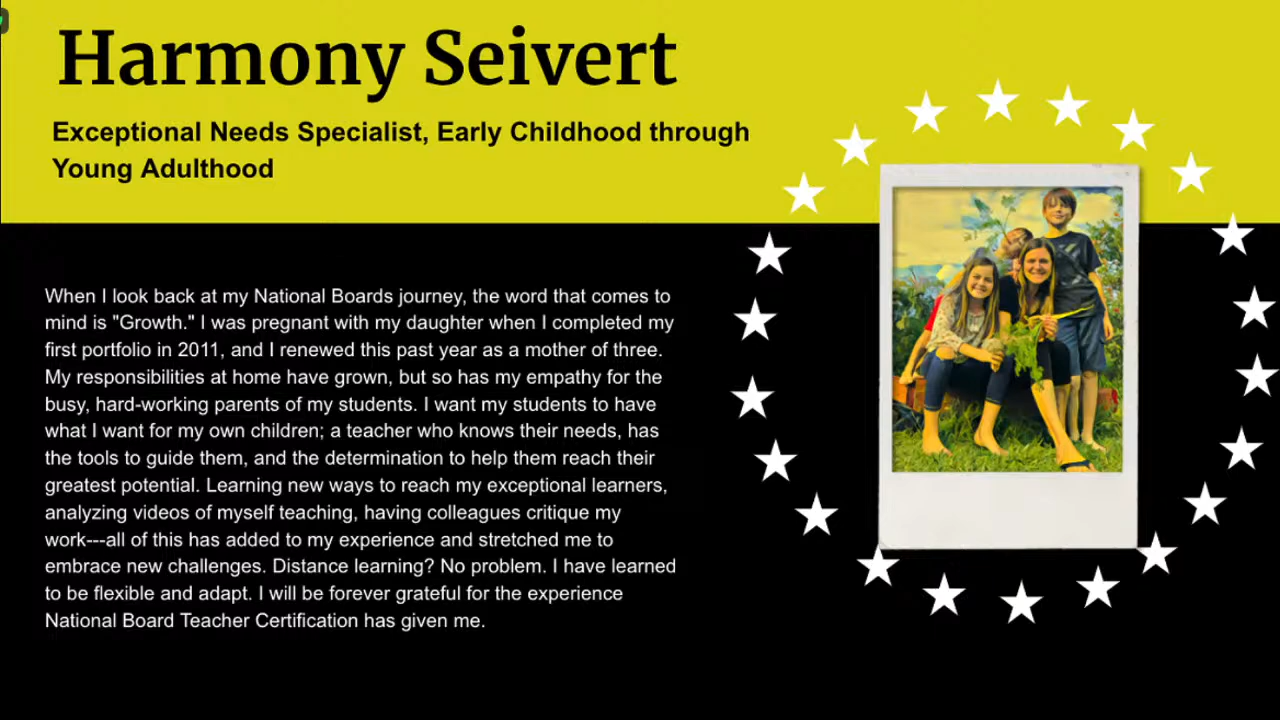 Harmony Seivert
Exceptional Needs Specialist, Early Childhood through
Young Adulthood
When I look back at my National Boards journey, the word that comes to
mind is "Growth." I was pregnant with my daughter when I completed my
first portfolio in 2011, and I renewed this past year as a mother of three.
My responsibilities at home have grown, but so has my empathy for the
busy, hard-working parents of my students. I want my students to have
what I want for my own children; a teacher who knows their needs, has
the tools to guide them, and the determination to help them reach their
greatest potential. Learning new ways to reach my exceptional learners,
analyzing videos of myself teaching, having colleagues critique my
work---all of this has added to my experience and stretched me to
embrace new challenges. Distance learning? No problem. I have learned
to be flexible and adapt. I will be forever grateful for the experience
National Board Teacher Certification has given me.